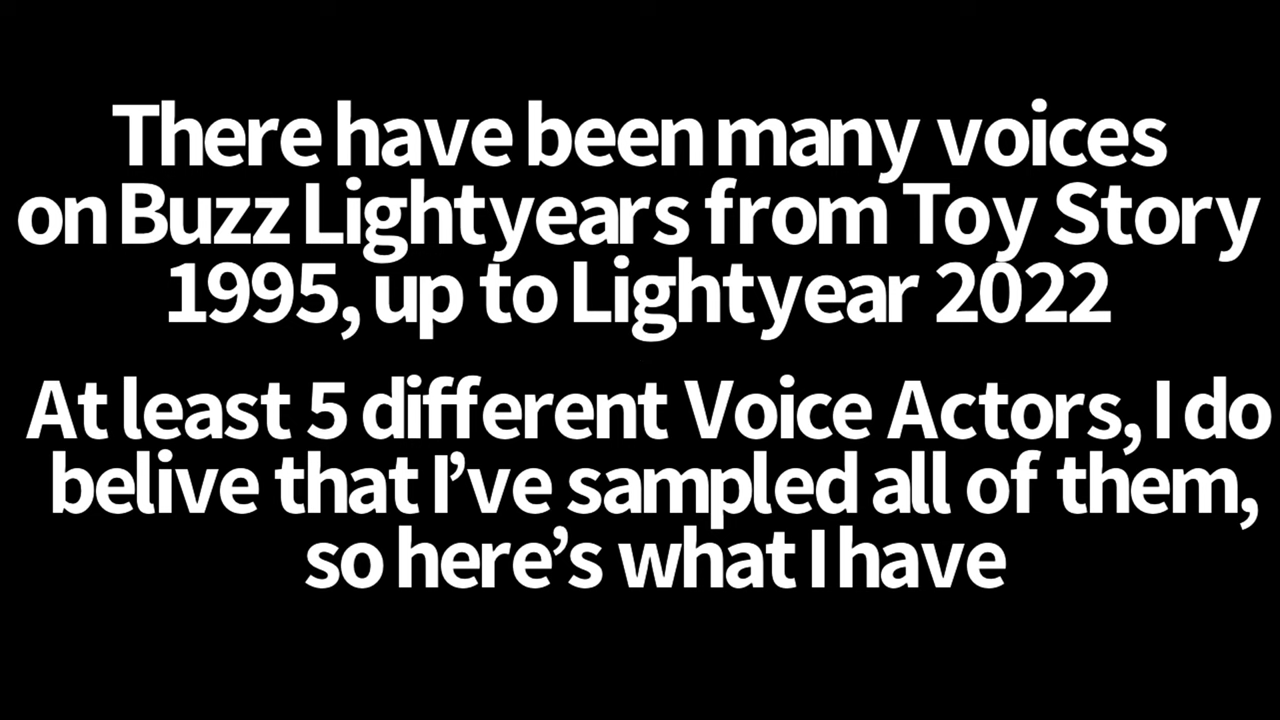 There have been many voices
on Buzz Lightyears from Toy Story
1995, up to Lightyear 2022
At least 5 different Voice Actors, I do
belive that I’ve sampled all of them,
so here’s what I have